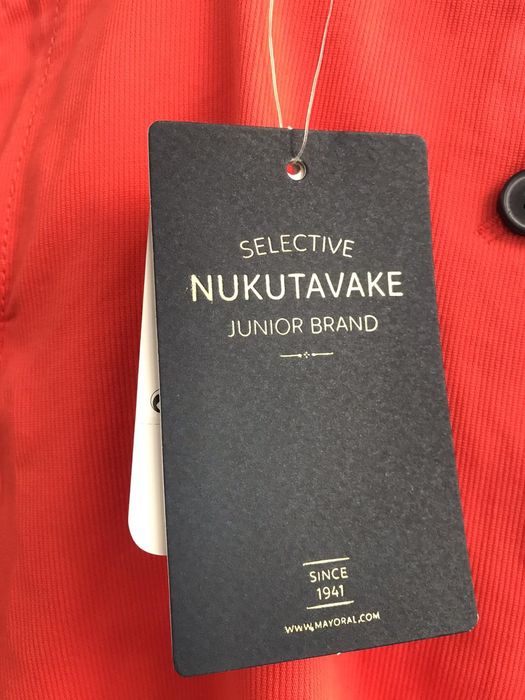 SELECTIVE
NUKUTAVAKE
JUNIOR BRAND
SINCE
1941
WWW.MAYORAL.COM